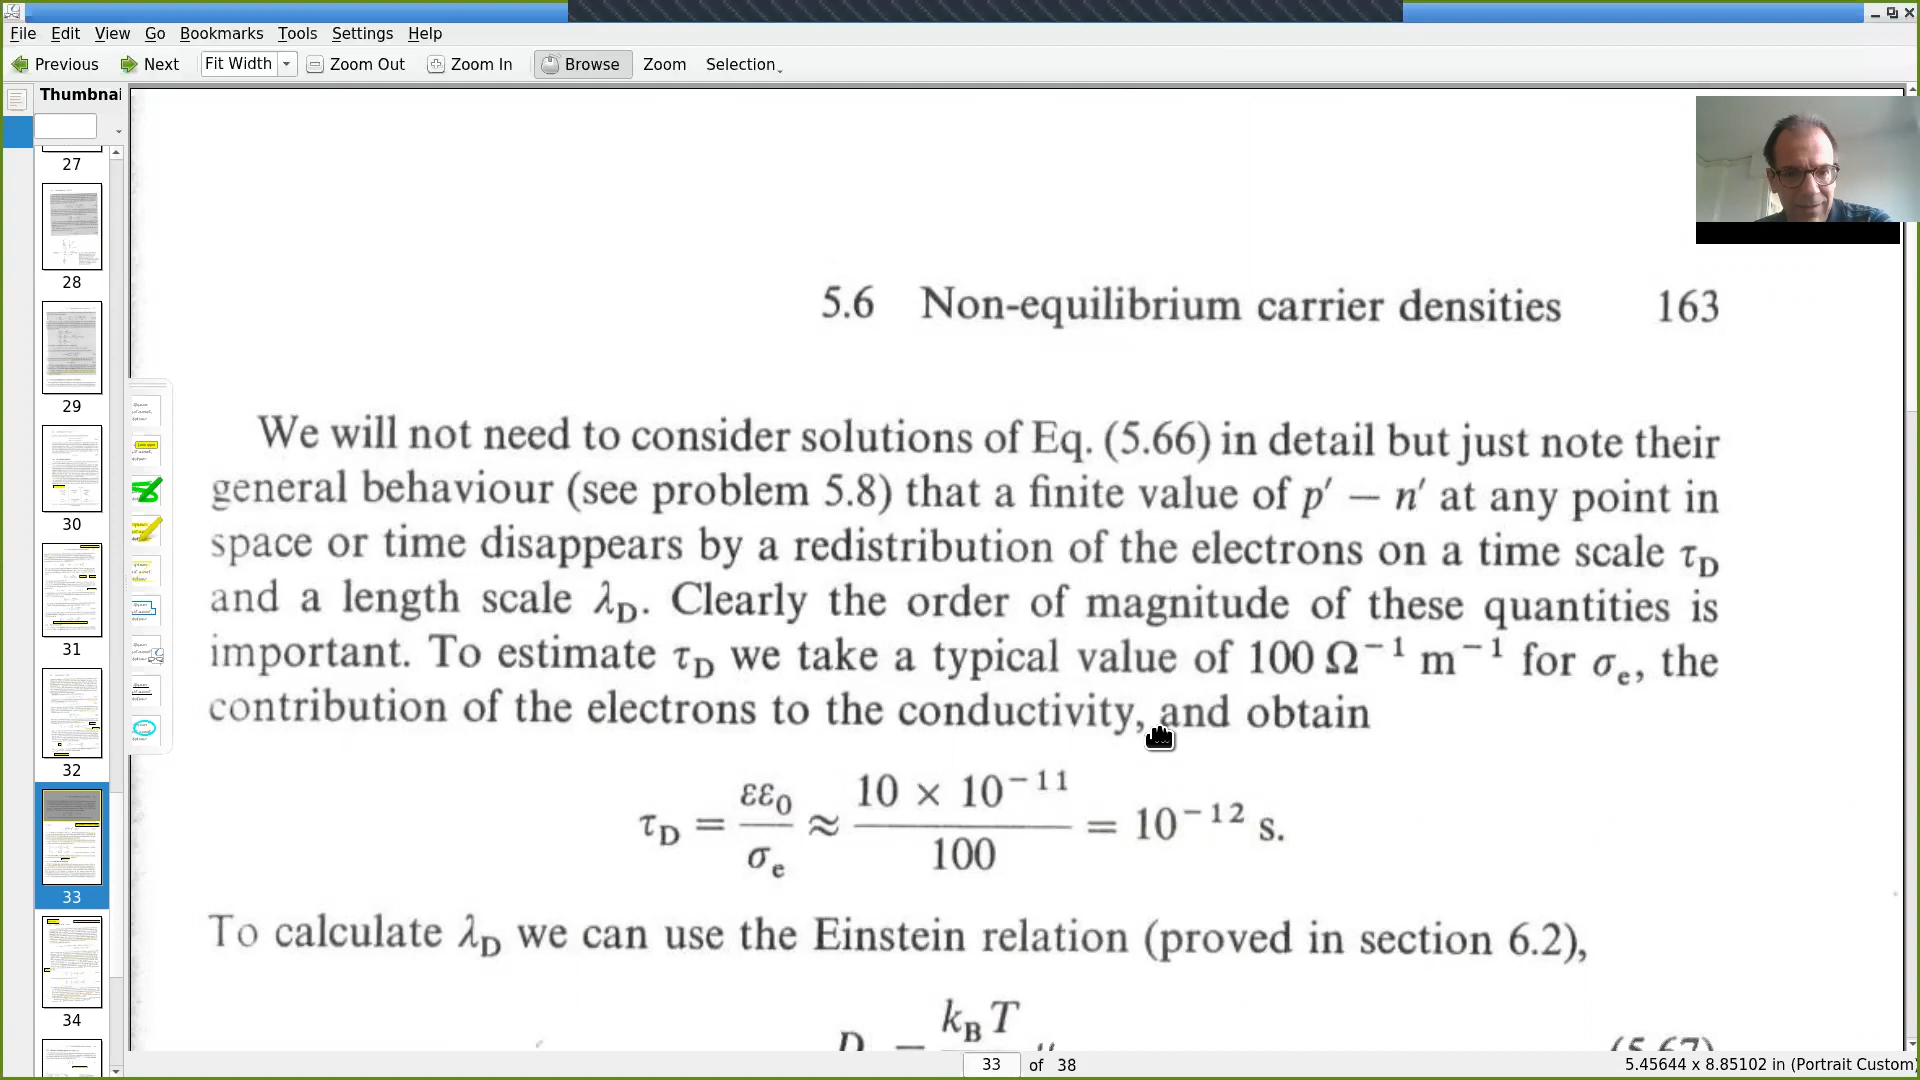 File Edit View Go Bookmarks Tools Settings Help
Previous Next Fit Width Zoom Out Zoom In Browse Zoom Selection
Thumbnai
27
28
29
30
31
32
33
34
5.6 Non-equilibrium carrier densities 163
We will not need to consider solutions of Eq. (5.66) in detail but just note their
general behaviour (see problem 5.8) that a finite value of p′ − n′ at any point in
space or time disappears by a redistribution of the electrons on a time scale τD
and a length scale λD. Clearly the order of magnitude of these quantities is
important. To estimate τD we take a typical value of 100 Ω⁻¹ m⁻¹ for σe, the
contribution of the electrons to the conductivity, and obtain
τD = εε0/σe ≈ 10 × 10⁻¹¹/100 = 10⁻¹² s.
To calculate λD we can use the Einstein relation (proved in section 6.2),
kBT
D = μ (5.67)
33 of 38
5.45644 x 8.85102 in (Portrait Custom)